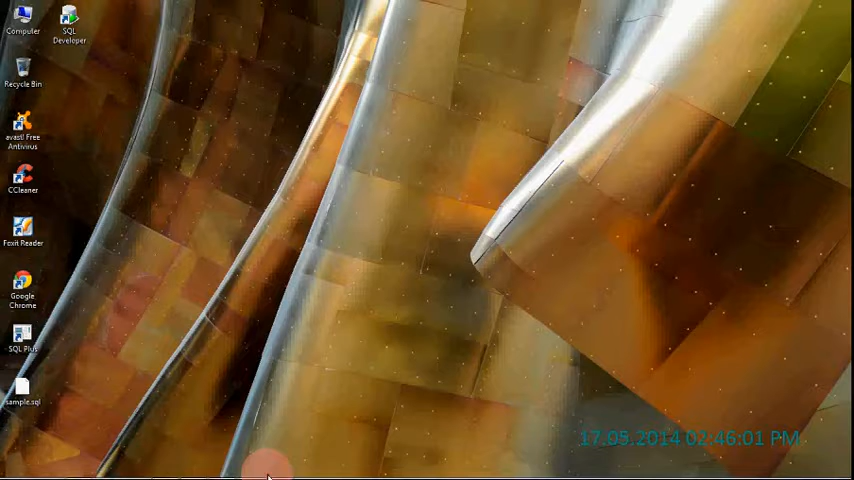 Computer
SQL
Developer
Recycle Bin
avast! Free
Antivirus
CCleaner
Foxit Reader
Google
Chrome
SQL Plus
sample.sql
17.05.2014 02:46:01 PM